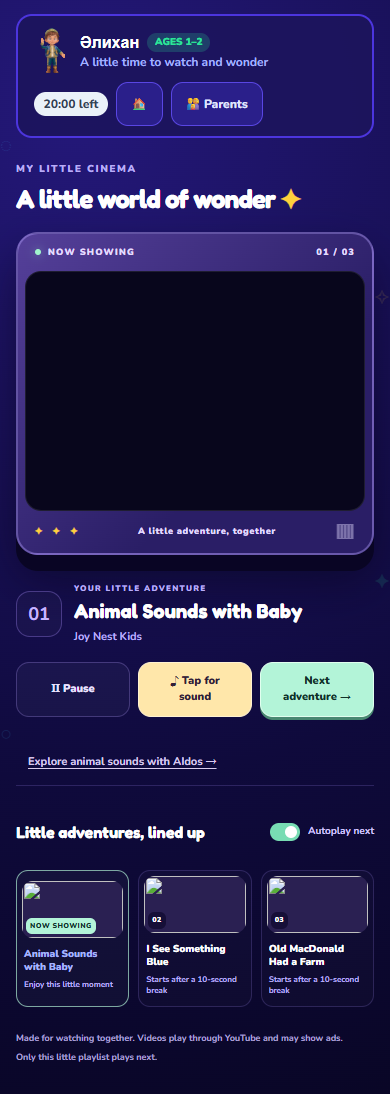 Әлихан AGES 1–2
A little time to watch and wonder
20:00 left
Parents
MY LITTLE CINEMA
A little world of wonder
NOW SHOWING
01 / 03
A little adventure, together
01
YOUR LITTLE ADVENTURE
Animal Sounds with Baby
Joy Nest Kids
Pause
Tap for
sound
Next
adventure →
Explore animal sounds with AIdos →
Little adventures, lined up
Autoplay next
NOW SHOWING
Animal Sounds
with Baby
Enjoy this little moment
02
I See Something
Blue
Starts after a 10-second
break
03
Old MacDonald
Had a Farm
Starts after a 10-second
break
Made for watching together. Videos play through YouTube and may show ads.
Only this little playlist plays next.